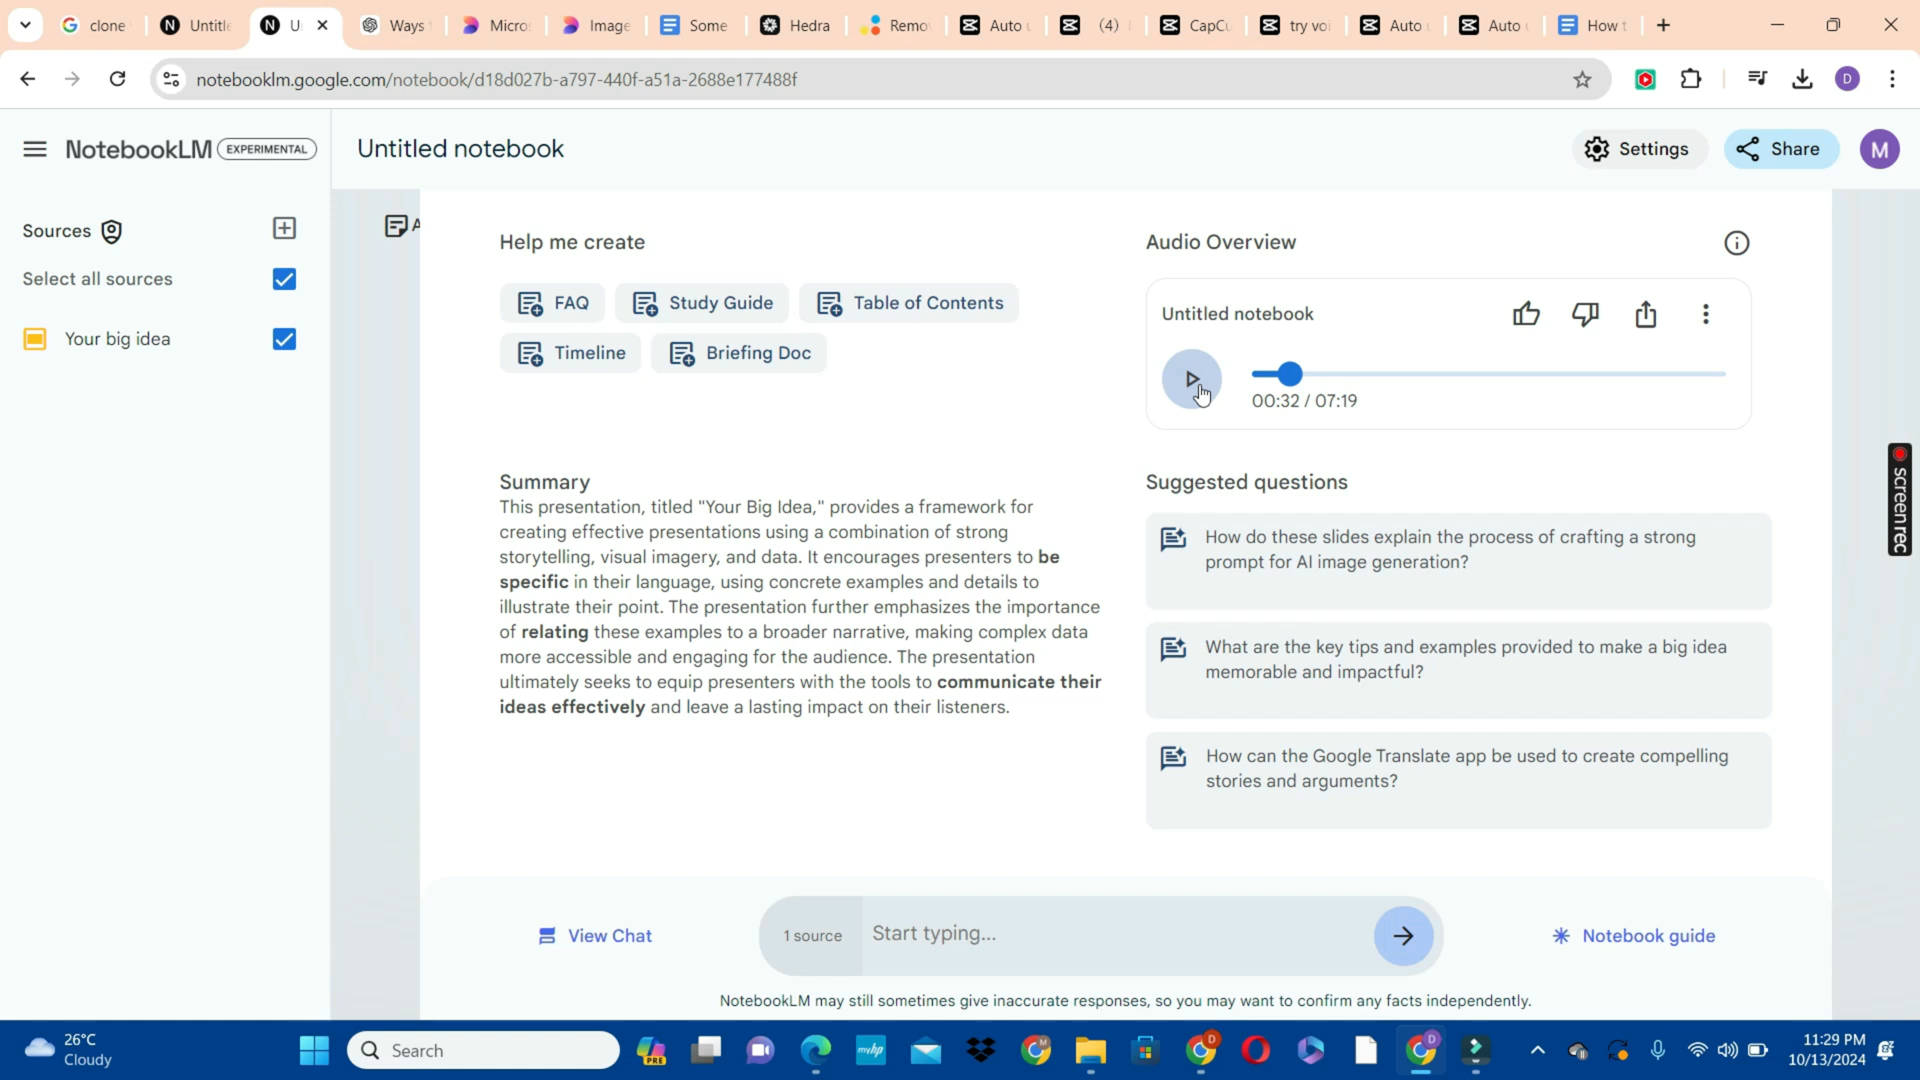 clone
Untitle
U
Ways
Micro
Image
Some
Hedra
Remo
Auto
(4)
CapCu
try voi
Auto
Auto
How t
notebooklm.google.com/notebook/d18d027b-a797-440f-a51a-2688e177488f
D
NotebookLM EXPERIMENTAL
Untitled notebook
Settings
Share
M
Sources
Select all sources
Your big idea
A
Help me create
FAQ
Study Guide
Table of Contents
Timeline
Briefing Doc
Audio Overview
Untitled notebook
00:32 / 07:19
Summary
This presentation, titled "Your Big Idea," provides a framework for
creating effective presentations using a combination of strong
storytelling, visual imagery, and data. It encourages presenters to be
specific in their language, using concrete examples and details to
illustrate their point. The presentation further emphasizes the importance
of relating these examples to a broader narrative, making complex data
more accessible and engaging for the audience. The presentation
ultimately seeks to equip presenters with the tools to communicate their
ideas effectively and leave a lasting impact on their listeners.
Suggested questions
How do these slides explain the process of crafting a strong
prompt for AI image generation?
What are the key tips and examples provided to make a big idea
memorable and impactful?
How can the Google Translate app be used to create compelling
stories and arguments?
screenrec
View Chat
1 source
Start typing...
Notebook guide
NotebookLM may still sometimes give inaccurate responses, so you may want to confirm any facts independently.
26°C
Cloudy
Search
PRE
myhp
M
D
D
11:29 PM
10/13/2024